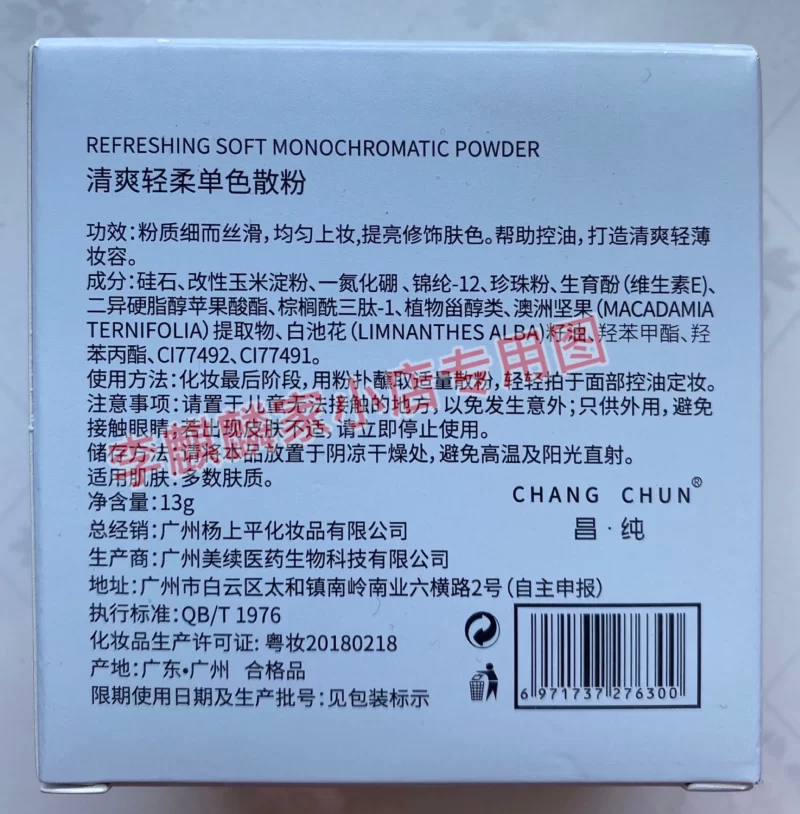 REFRESHING SOFT MONOCHROMATIC POWDER
清爽轻柔单色散粉
功效:粉质细而丝滑,均匀上妆,提亮修饰肤色。帮助控油,打造清爽轻薄
妆容。
成分:硅石、改性玉米淀粉、一氮化硼、锦纶-12、珍珠粉、生育酚(维生素E)、
二异硬脂醇苹果酸酯、棕榈酰三肽-1、植物甾醇类、澳洲坚果(MACADAMIA
TERNIFOLIA)提取物、白池花(LIMNANTHES ALBA)籽油、羟苯甲酯、羟
苯丙酯、CI77492、CI77491。
使用方法:化妆最后阶段,用粉扑蘸取适量散粉,轻轻拍于面部控油定妆。
注意事项:请置于儿童无法接触的地方,以免发生意外;只供外用,避免
接触眼睛,若出现皮肤不适,请立即停止使用。
储存方法:请将本品放置于阴凉干燥处,避免高温及阳光直射。
适用肌肤:多数肤质。
净含量:13g
CHANG CHUN®
昌·纯
总经销:广州杨上平化妆品有限公司
生产商:广州美续医药生物科技有限公司
地址:广州市白云区太和镇南岭南业六横路2号(自主申报)
执行标准:QB/T 1976
化妆品生产许可证:粤妆20180218
产地:广东•广州 合格品
限期使用日期及生产批号:见包装标示
6 971737 276300
李麒麟家小店专用图